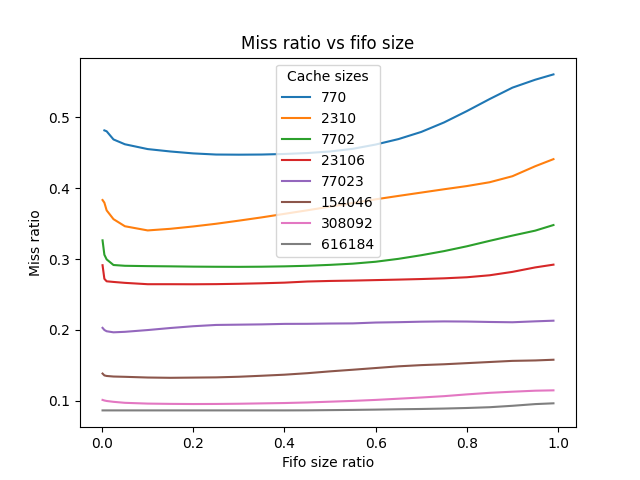 Miss ratio vs fifo size
Cache sizes
770
2310
7702
23106
77023
154046
308092
616184
Miss ratio
0.5
0.4
0.3
0.2
0.1
0.0 0.2 0.4 0.6 0.8 1.0
Fifo size ratio